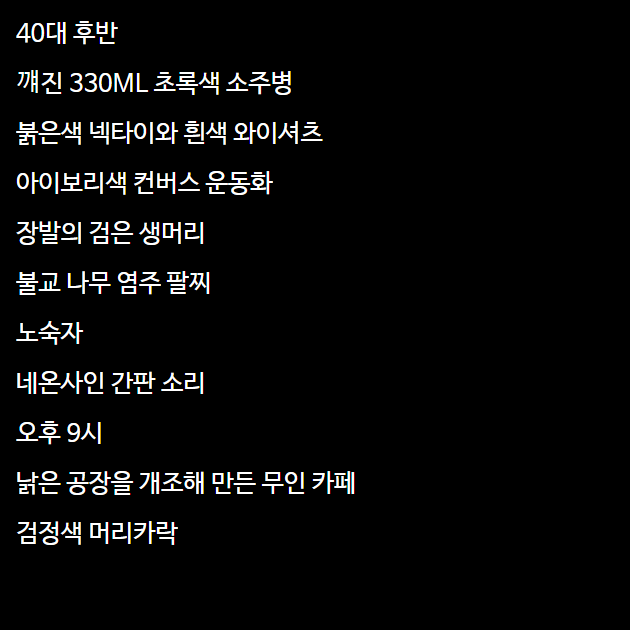 40대 후반
꺠진 330ML 초록색 소주병
붉은색 넥타이와 흰색 와이셔츠
아이보리색 컨버스 운동화
장발의 검은 생머리
불교 나무 염주 팔찌
노숙자
네온사인 간판 소리
오후 9시
낡은 공장을 개조해 만든 무인 카페
검정색 머리카락